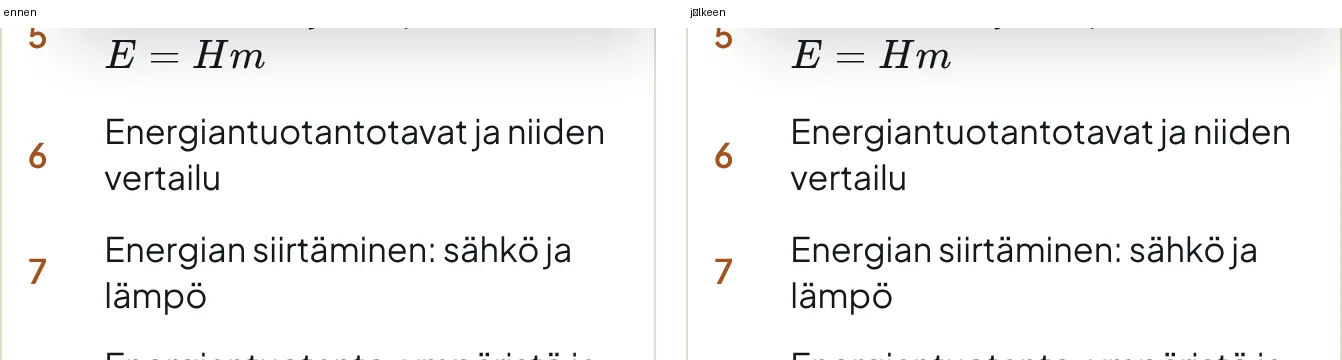 ennen
5
E = Hm
6
Energiantuotantotavat ja niiden
vertailu
7
Energian siirtäminen: sähkö ja
lämpö
jälkeen
5
E = Hm
6
Energiantuotantotavat ja niiden
vertailu
7
Energian siirtäminen: sähkö ja
lämpö